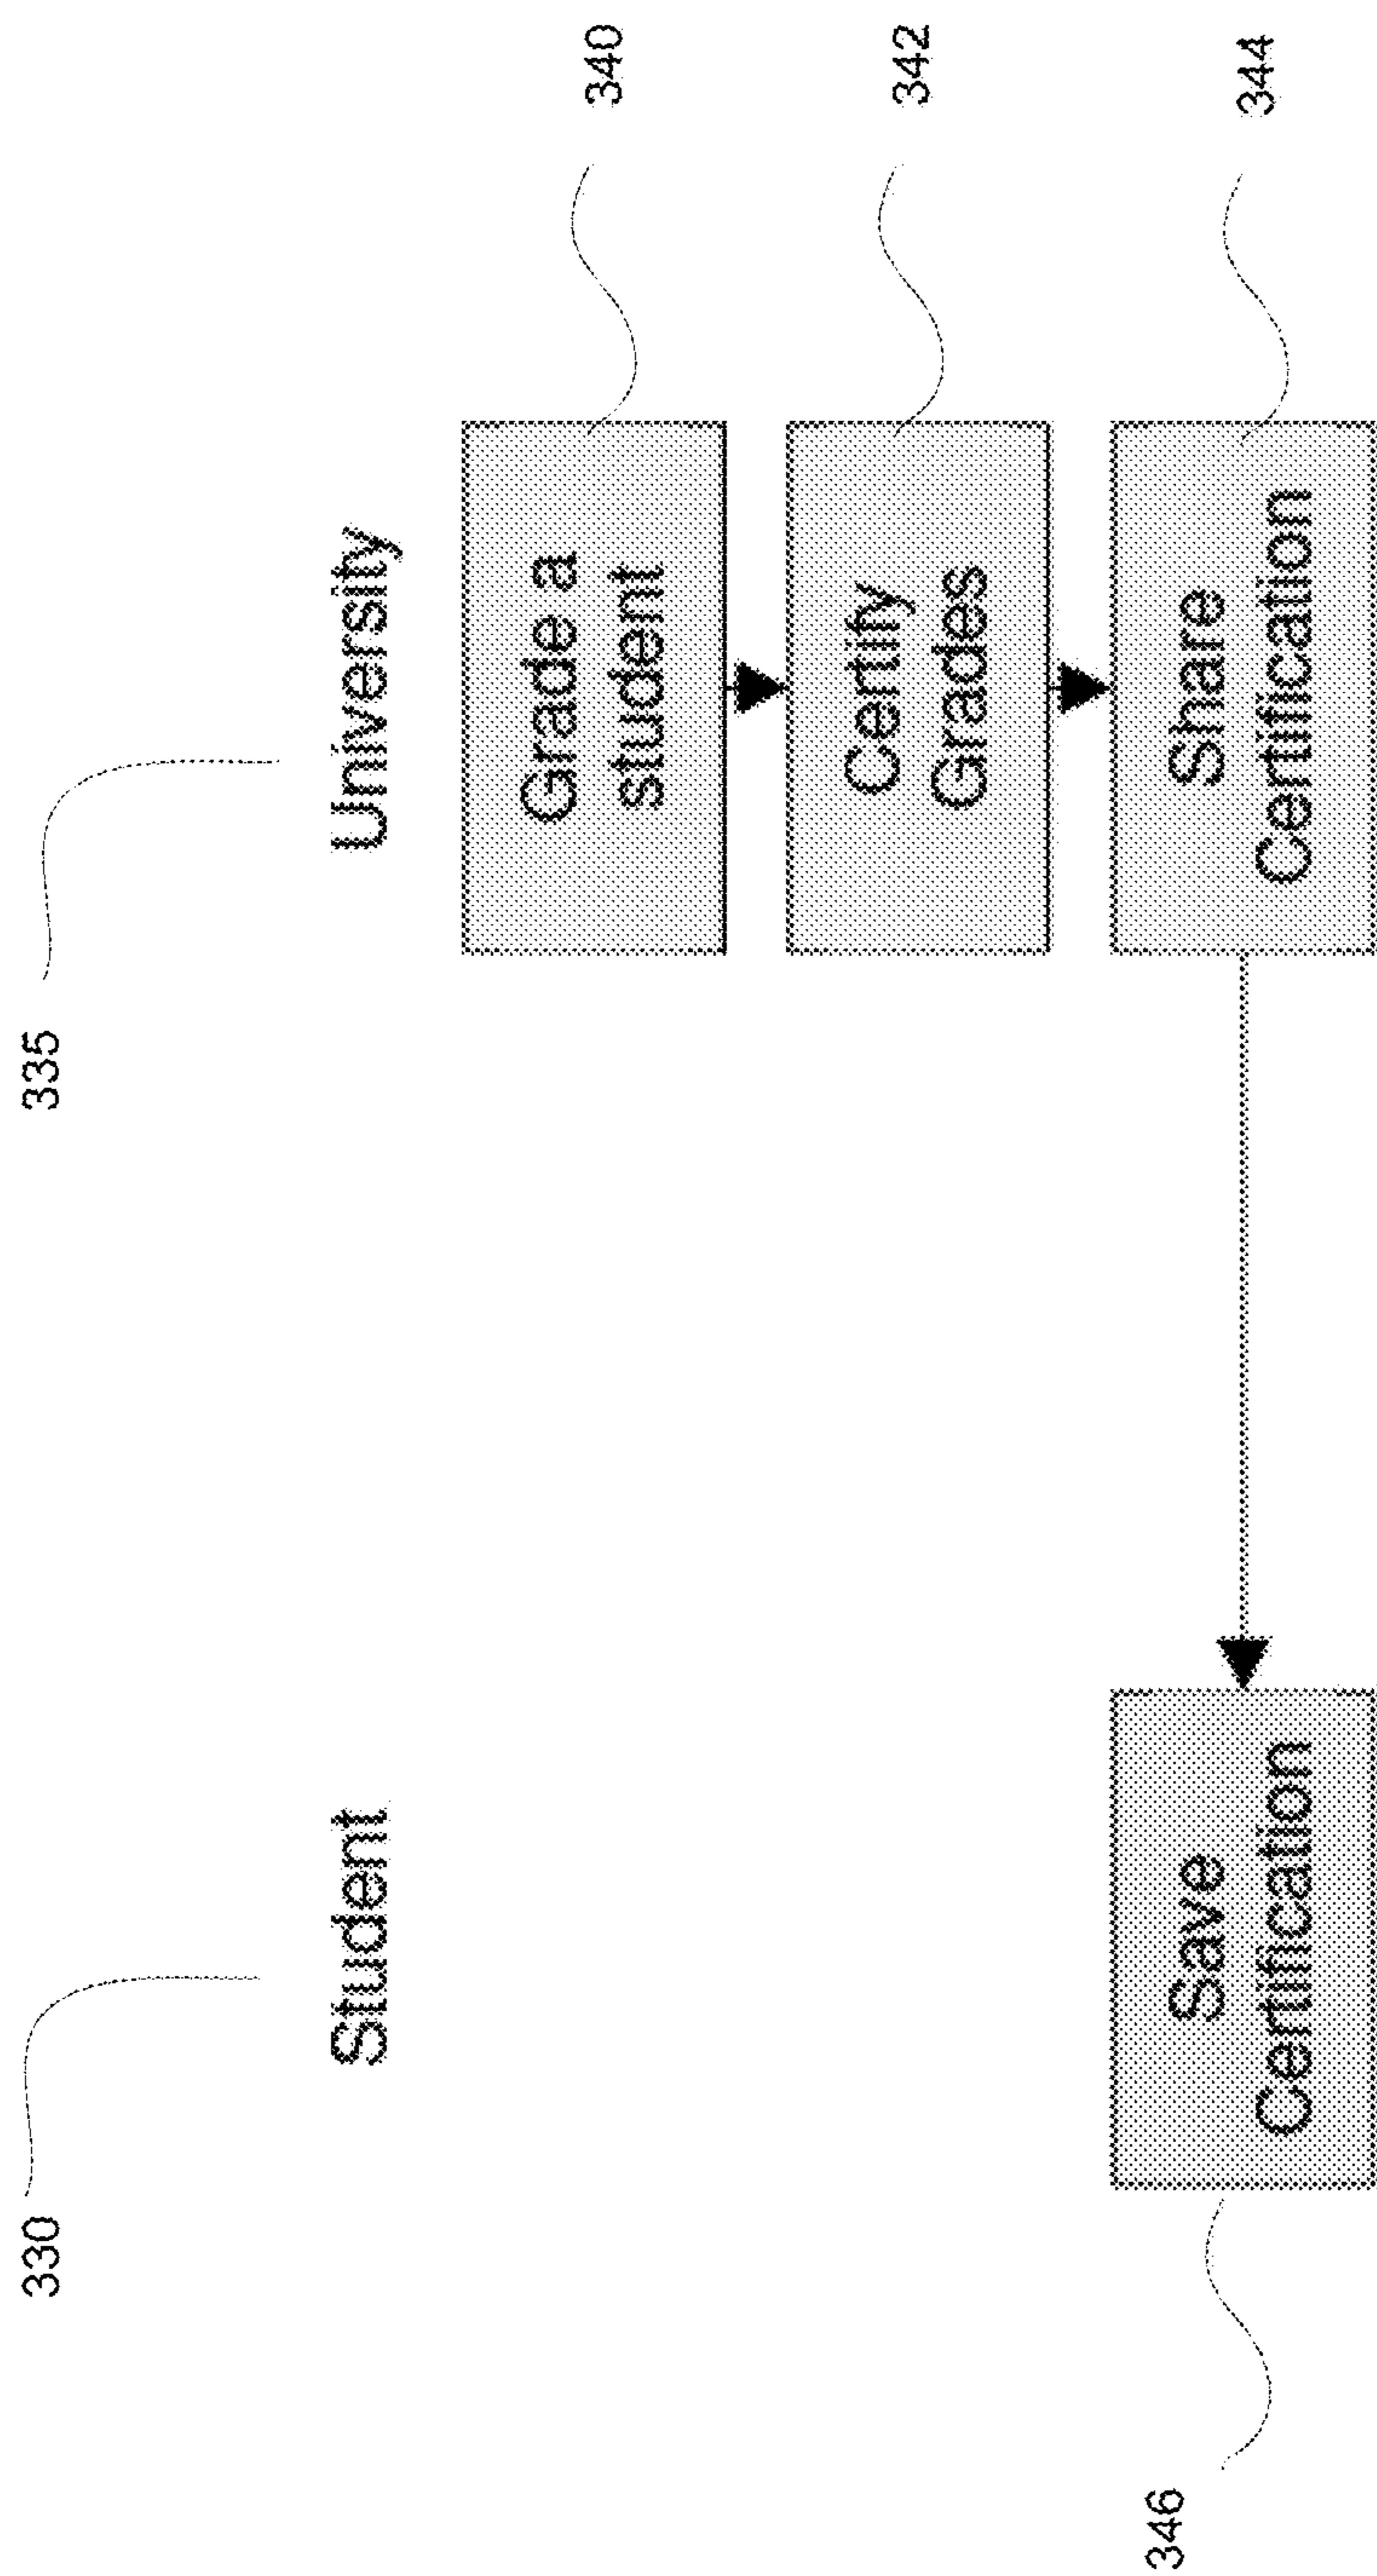 330
335
Student
University
Grade a
student
340
Certify
Grades
342
Save
Certification
Share
Certification
344
346